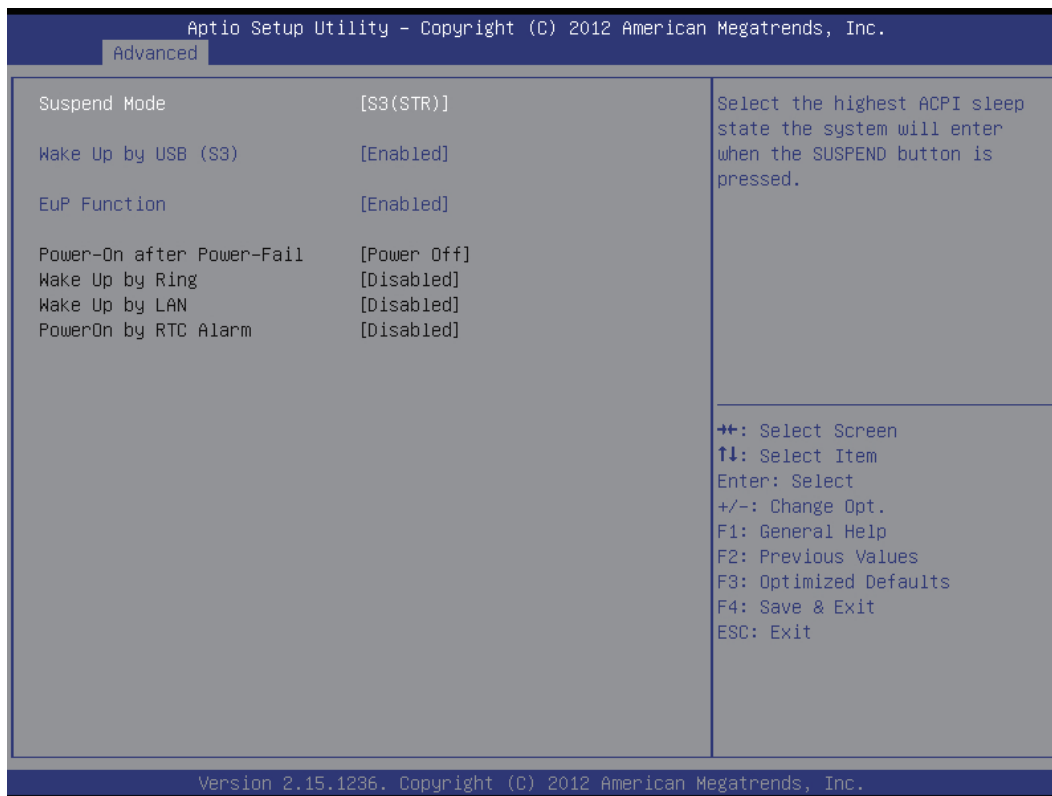 Aptio Setup Utility – Copyright (C) 2012 American Megatrends, Inc.
Advanced
Suspend Mode [S3(STR)]
Wake Up by USB (S3) [Enabled]
EuP Function [Enabled]
Power-On after Power-Fail [Power Off]
Wake Up by Ring [Disabled]
Wake Up by LAN [Disabled]
PowerOn by RTC Alarm [Disabled]
Select the highest ACPI sleep
state the system will enter
when the SUSPEND button is
pressed.
→←: Select Screen
↑↓: Select Item
Enter: Select
+/-: Change Opt.
F1: General Help
F2: Previous Values
F3: Optimized Defaults
F4: Save & Exit
ESC: Exit
Version 2.15.1236. Copyright (C) 2012 American Megatrends, Inc.